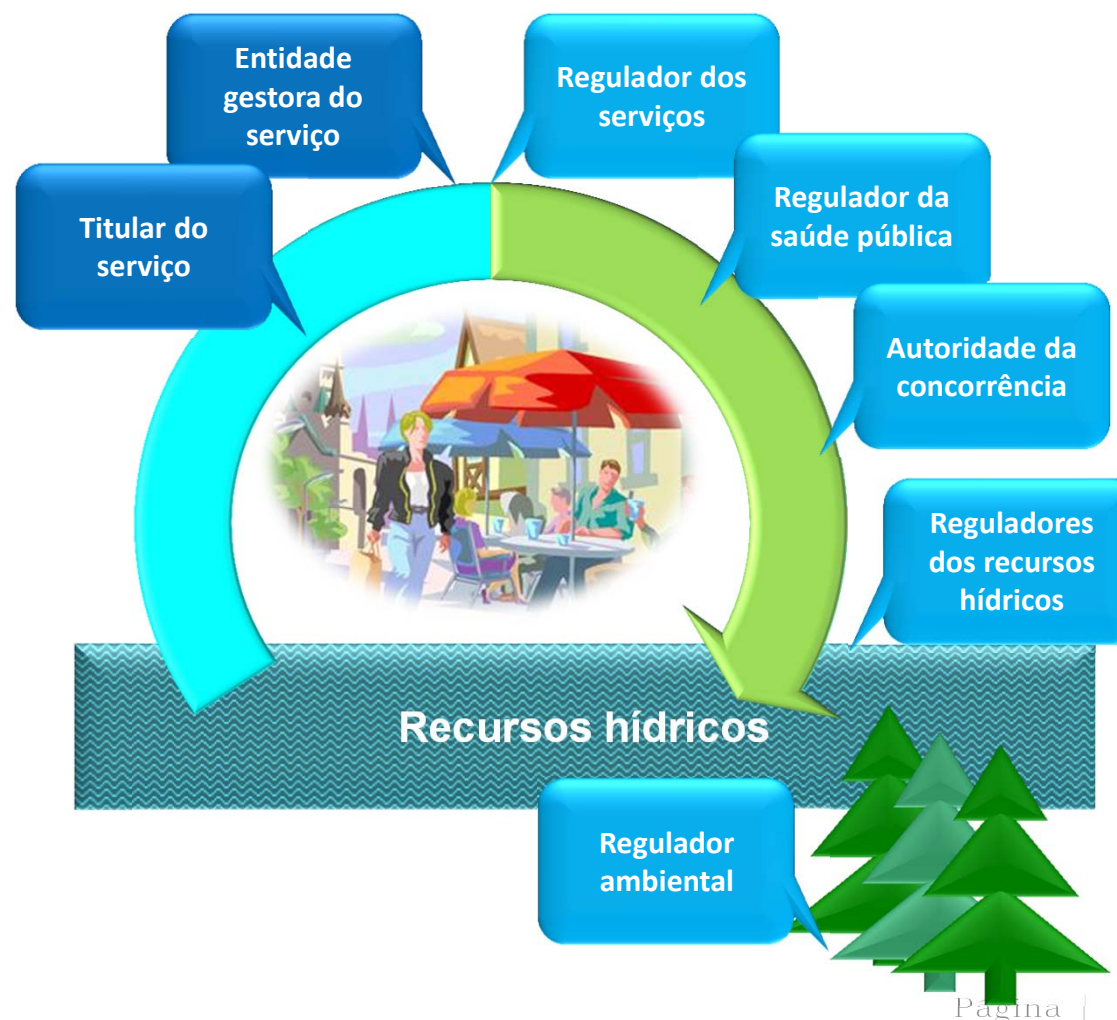 Entidade
gestora do
serviço
Regulador dos
serviços
Titular do
serviço
Regulador da
saúde pública
Autoridade da
concorrência
Reguladores
dos recursos
hídricos
Recursos hídricos
Regulador
ambiental
Página |